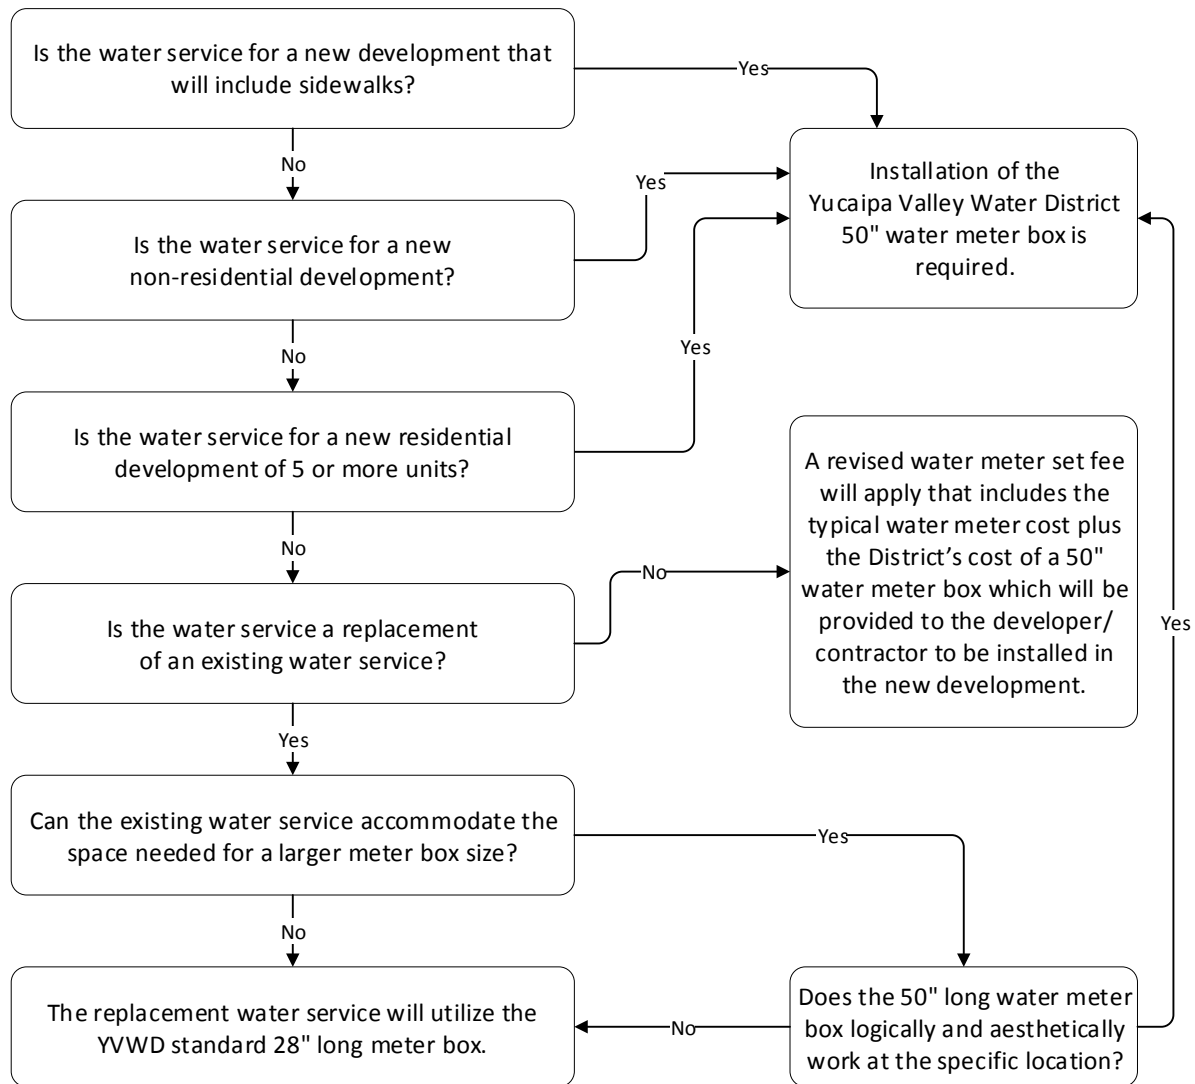 Is the water service for a new development that
will include sidewalks?
Yes
No
Installation of the
Yucaipa Valley Water District
50" water meter box is
required.
Yes
Is the water service for a new
non-residential development?
No
Yes
Is the water service for a new residential
development of 5 or more units?
A revised water meter set fee
will apply that includes the
typical water meter cost plus
the District’s cost of a 50"
water meter box which will be
provided to the developer/
contractor to be installed in
the new development.
No
No
Is the water service a replacement
of an existing water service?
Yes
Yes
Can the existing water service accommodate the
space needed for a larger meter box size?
Yes
No
The replacement water service will utilize the
YVWD standard 28" long meter box.
No
Does the 50" long water meter
box logically and aesthetically
work at the specific location?